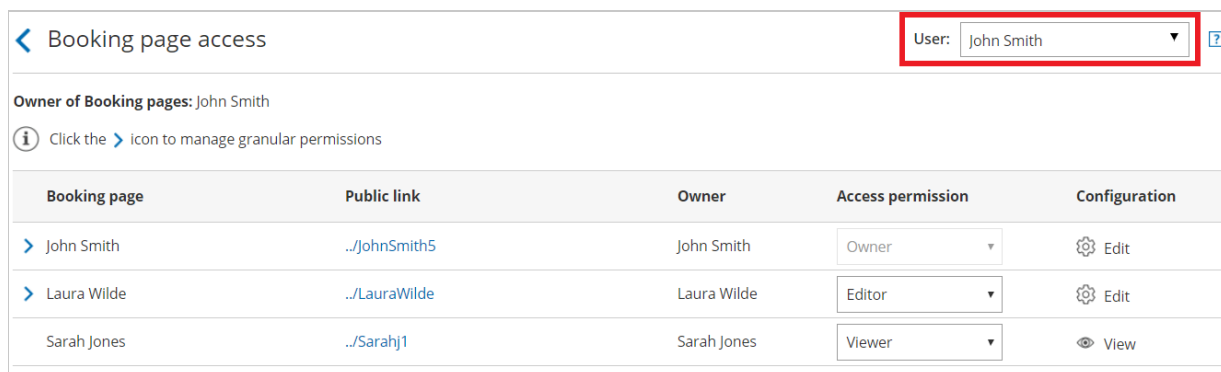 Booking page access
User: John Smith
?
Owner of Booking pages: John Smith
i Click the > icon to manage granular permissions
Booking page Public link Owner Access permission Configuration
John Smith ../JohnSmith5 John Smith Owner Edit
Laura Wilde ../LauraWilde Laura Wilde Editor Edit
Sarah Jones ../Sarahj1 Sarah Jones Viewer View